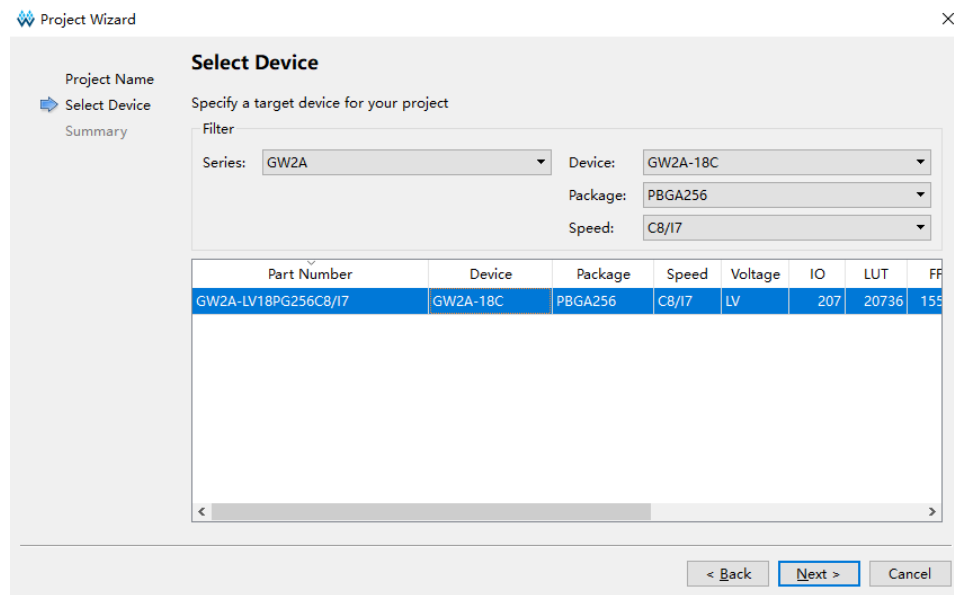 Project Wizard
Select Device
Project Name
Select Device
Specify a target device for your project
Summary
Filter
Series: GW2A Device: GW2A-18C
Package: PBGA256
Speed: C8/I7
Part Number Device Package Speed Voltage IO LUT FF
GW2A-LV18PG256C8/I7 GW2A-18C PBGA256 C8/I7 LV 207 20736 155
< Back Next > Cancel